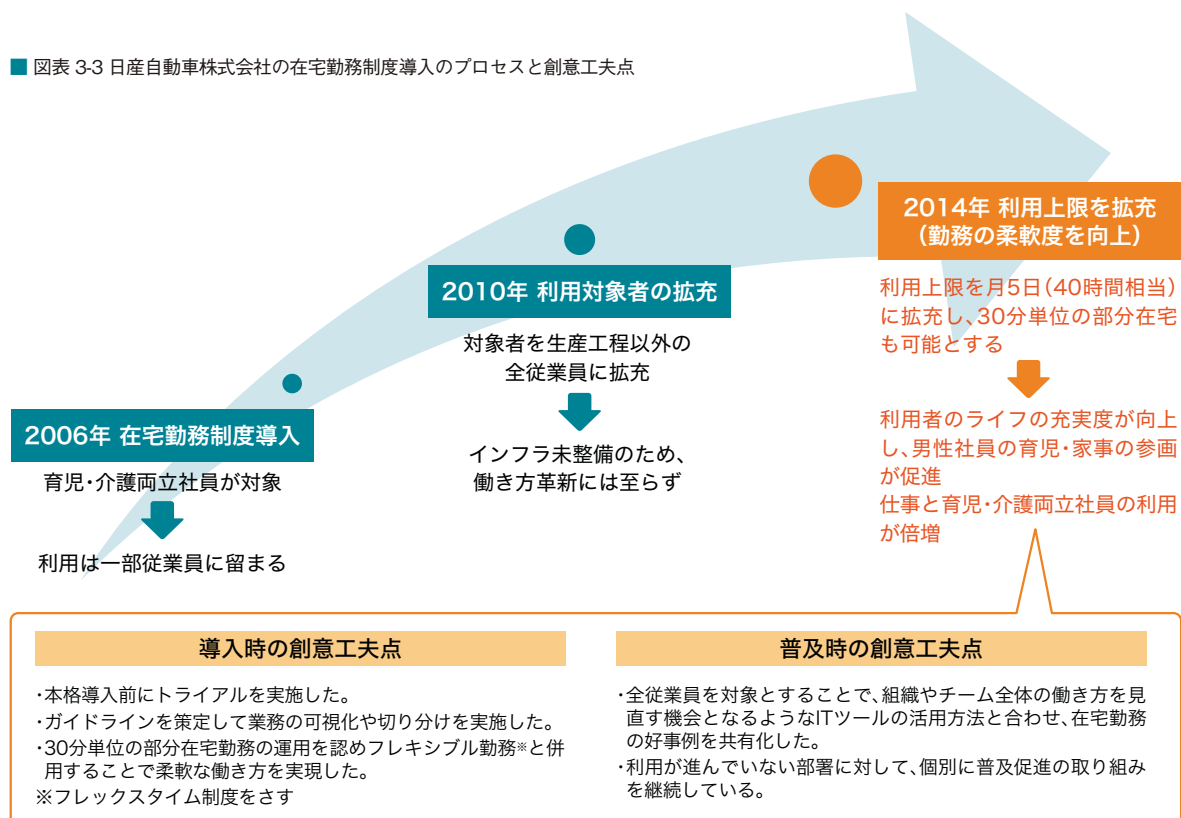 ■ 図表 3-3 日産自動車株式会社の在宅勤務制度導入のプロセスと創意工夫点
2006年 在宅勤務制度導入
育児・介護両立社員が対象
利用は一部従業員に留まる
2010年 利用対象者の拡充
対象者を生産工程以外の
全従業員に拡充
インフラ未整備のため、
働き方革新には至らず
2014年 利用上限を拡充
（勤務の柔軟度を向上）
利用上限を月5日（40時間相当）
に拡充し、30分単位の部分在宅
も可能とする
利用者のライフの充実度が向上
し、男性社員の育児・家事の参画
が促進
仕事と育児・介護両立社員の利用
が倍増
導入時の創意工夫点
・本格導入前にトライアルを実施した。
・ガイドラインを策定して業務の可視化や切り分けを実施した。
・30分単位の部分在宅勤務の運用を認めフレキシブル勤務※と併
用することで柔軟な働き方を実現した。
※フレックスタイム制度をさす
普及時の創意工夫点
・全従業員を対象とすることで、組織やチーム全体の働き方を見
直す機会となるようなITツールの活用方法と合わせ、在宅勤務
の好事例を共有化した。
・利用が進んでいない部署に対して、個別に普及促進の取り組み
を継続している。